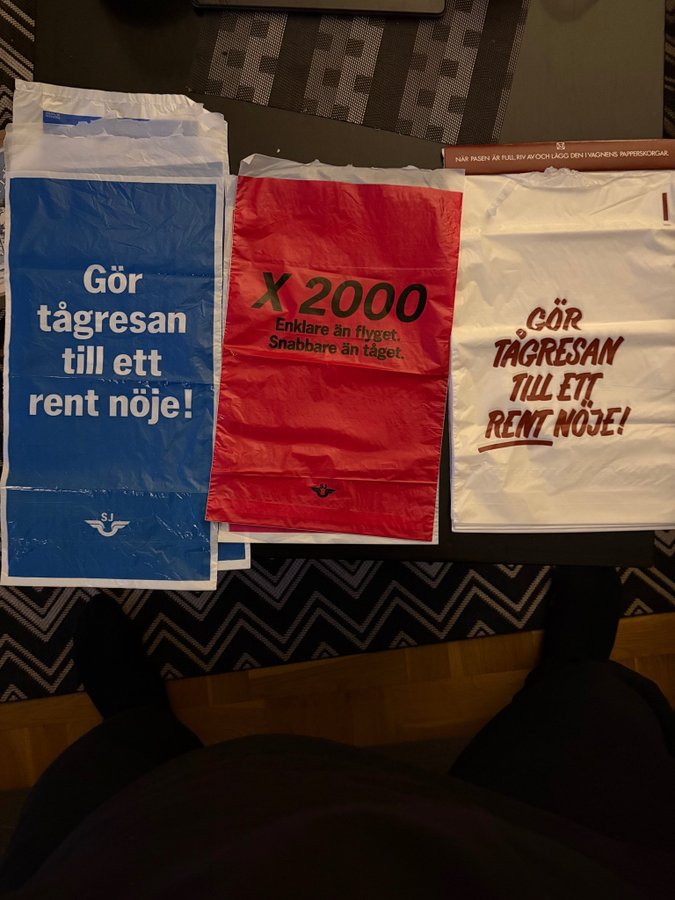 Gör
tågresan
till ett
rent nöje!
SJ
X 2000
Enklare än flyget.
Snabbare än tåget.
NÄR PASEN ÄR FULL, RIV AV OCH LÄGG DEN I VAGNENS PAPPERSKORGAR.
GÖR
TÅGRESAN
TILL ETT
RENT NÖJE!